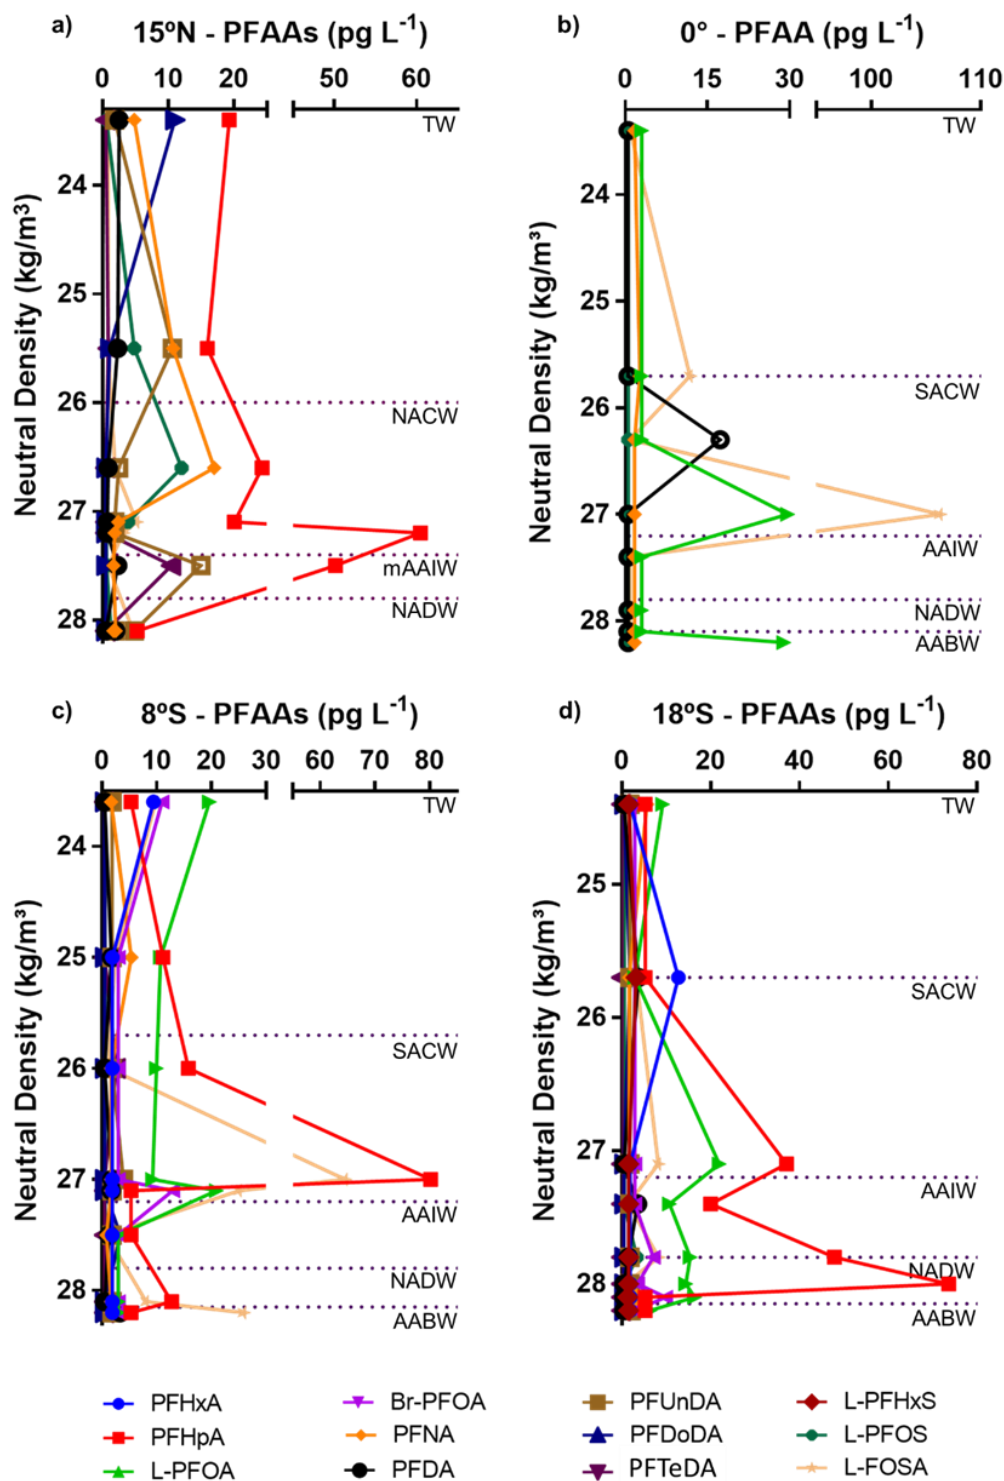 a) 15ºN - PFAAs (pg L-1)
0 10 20 50 60
TW
24
25
26
NACW
27
mAAIW
NADW
28
Neutral Density (kg/m³)
b) 0° - PFAA (pg L-1)
0 15 30 100 110
TW
24
25
SACW
26
27
AAIW
NADW
28
AABW
Neutral Density (kg/m³)
c) 8ºS - PFAAs (pg L-1)
0 10 20 30 60 70 80
TW
24
25
SACW
26
27
AAIW
NADW
28
AABW
Neutral Density (kg/m³)
d) 18ºS - PFAAs (pg L-1)
0 20 40 60 80
TW
25
SACW
26
27
AAIW
NADW
28
AABW
Neutral Density (kg/m³)
PFHxA Br-PFOA PFUnDA L-PFHxS
PFHpA PFNA PFDoDA L-PFOS
L-PFOA PFDA PFTeDA L-FOSA